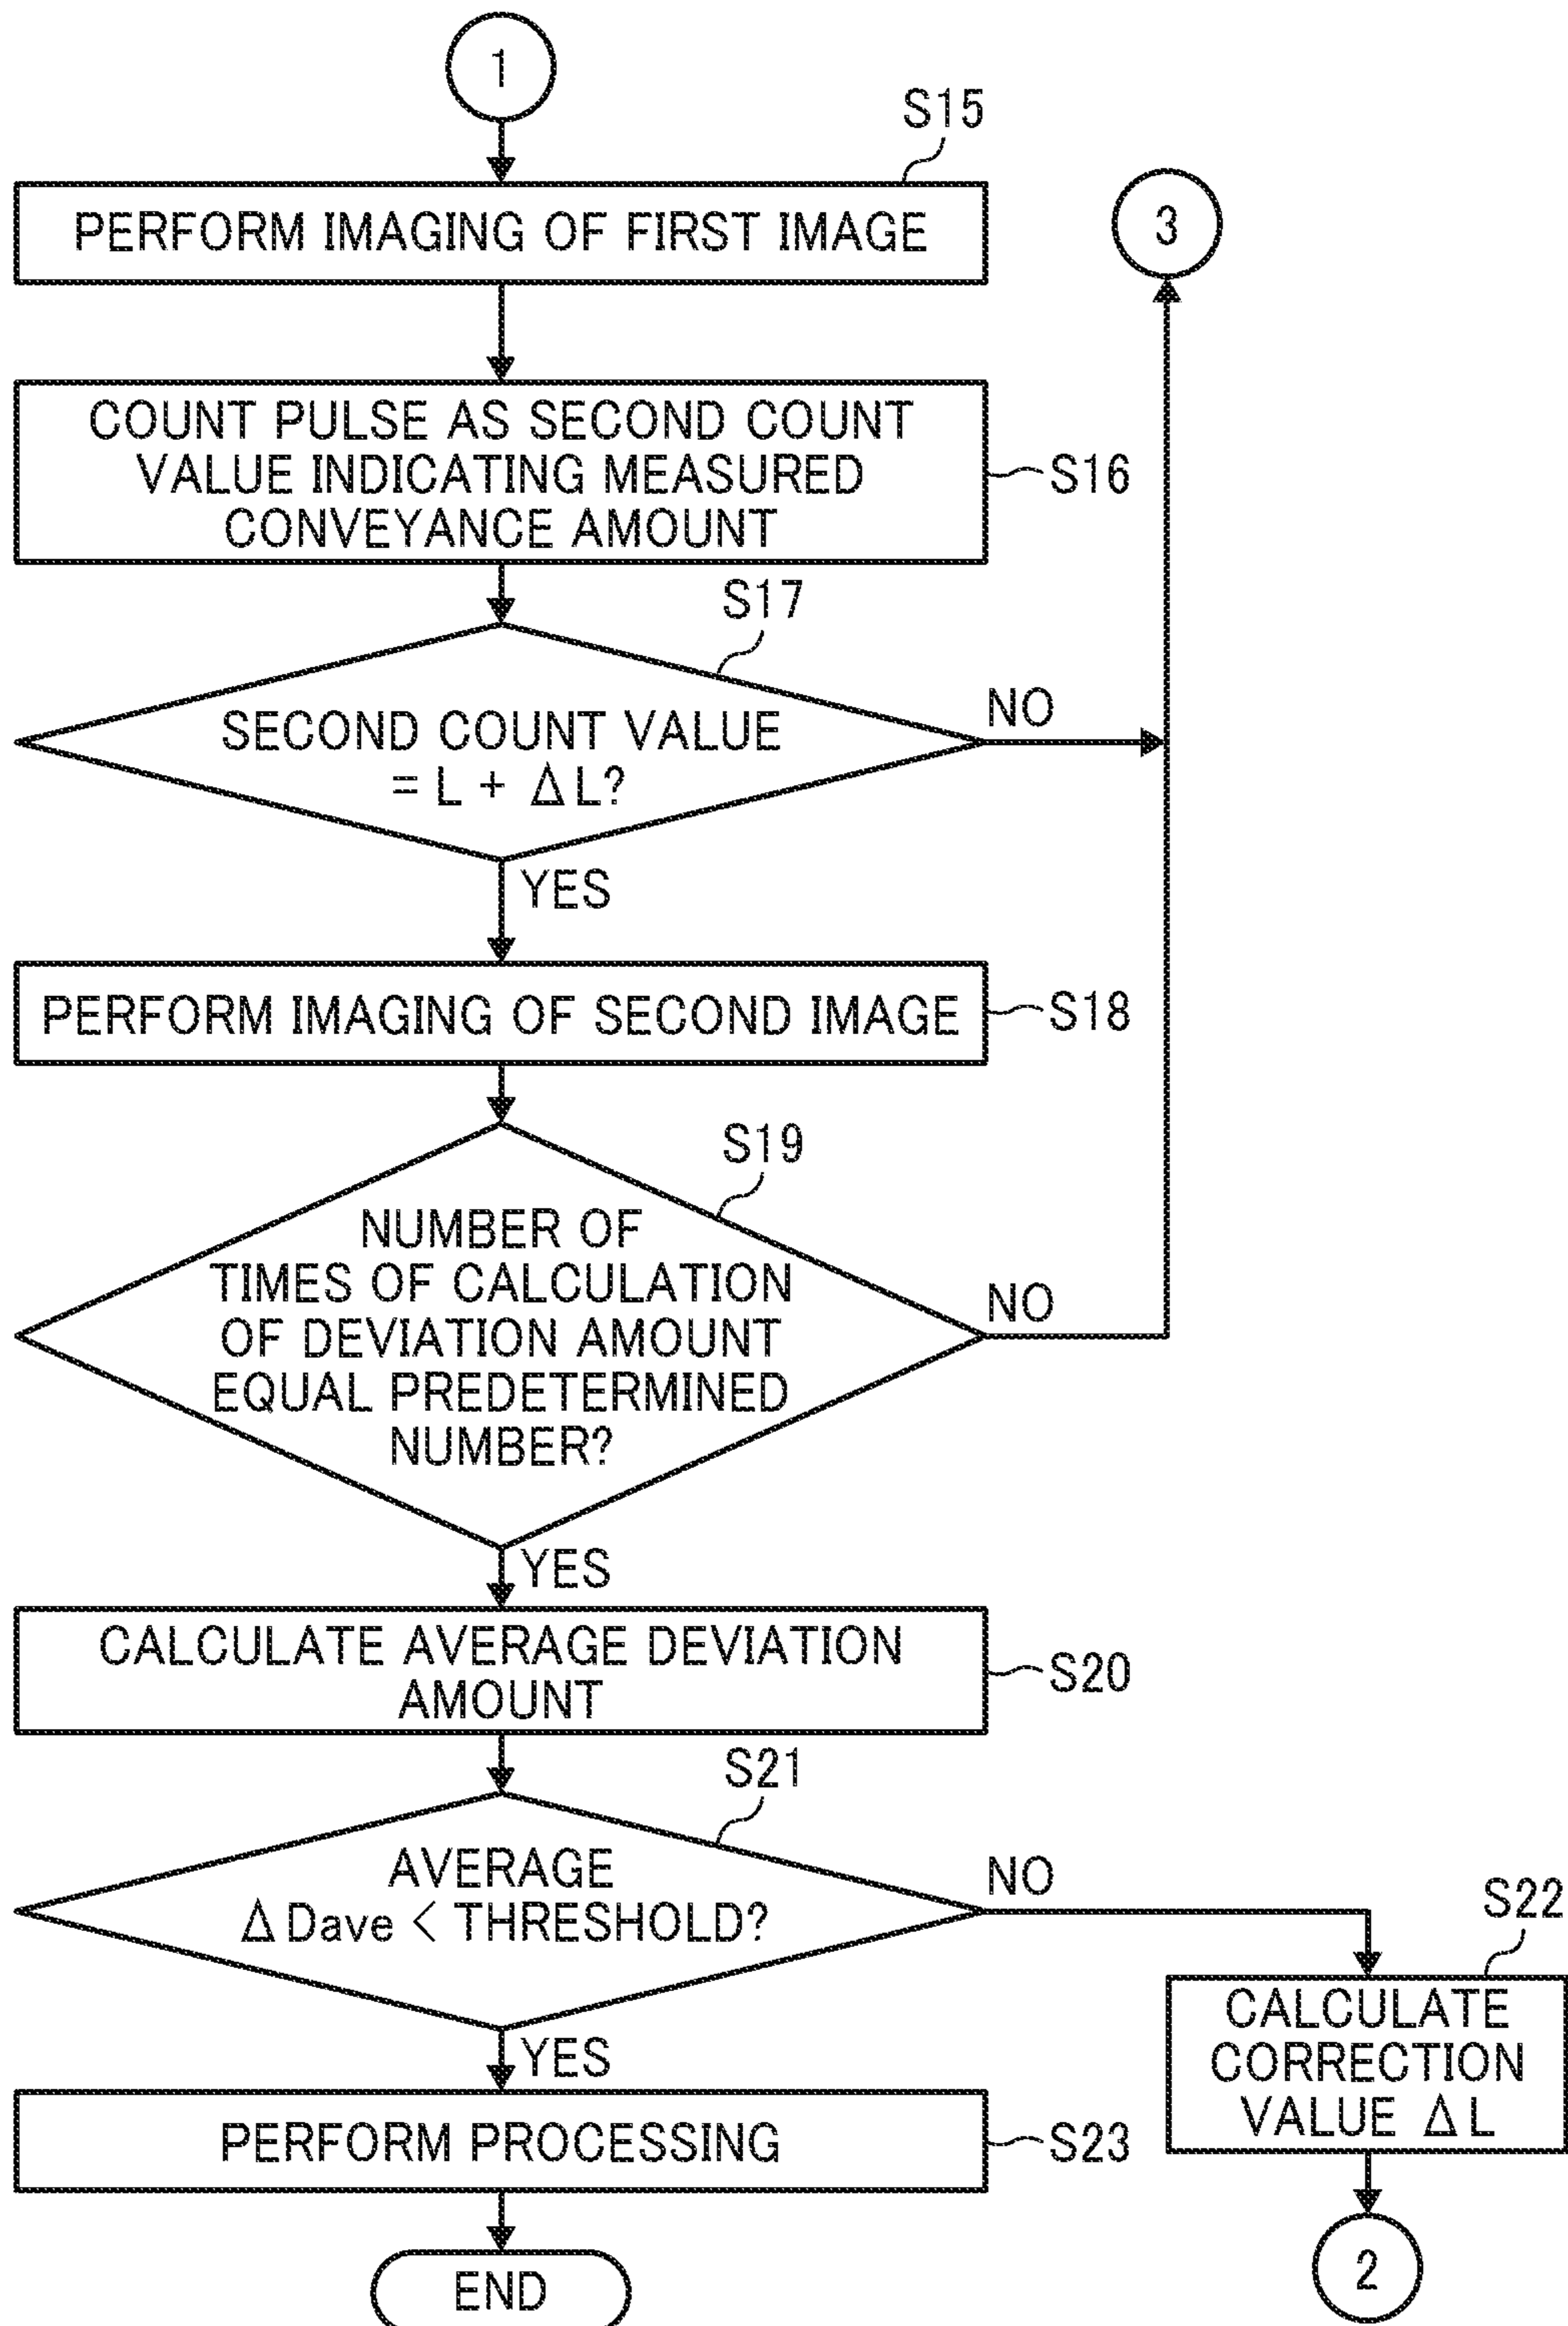 1
S15
PERFORM IMAGING OF FIRST IMAGE
3
COUNT PULSE AS SECOND COUNT
VALUE INDICATING MEASURED
CONVEYANCE AMOUNT
S16
S17
SECOND COUNT VALUE
= L + Δ L?
NO
YES
PERFORM IMAGING OF SECOND IMAGE
S18
S19
NUMBER OF
TIMES OF CALCULATION
OF DEVIATION AMOUNT
EQUAL PREDETERMINED
NUMBER?
NO
YES
CALCULATE AVERAGE DEVIATION
AMOUNT
S20
S21
AVERAGE
Δ Dave < THRESHOLD?
NO
S22
CALCULATE
CORRECTION
VALUE Δ L
YES
PERFORM PROCESSING
S23
END
2